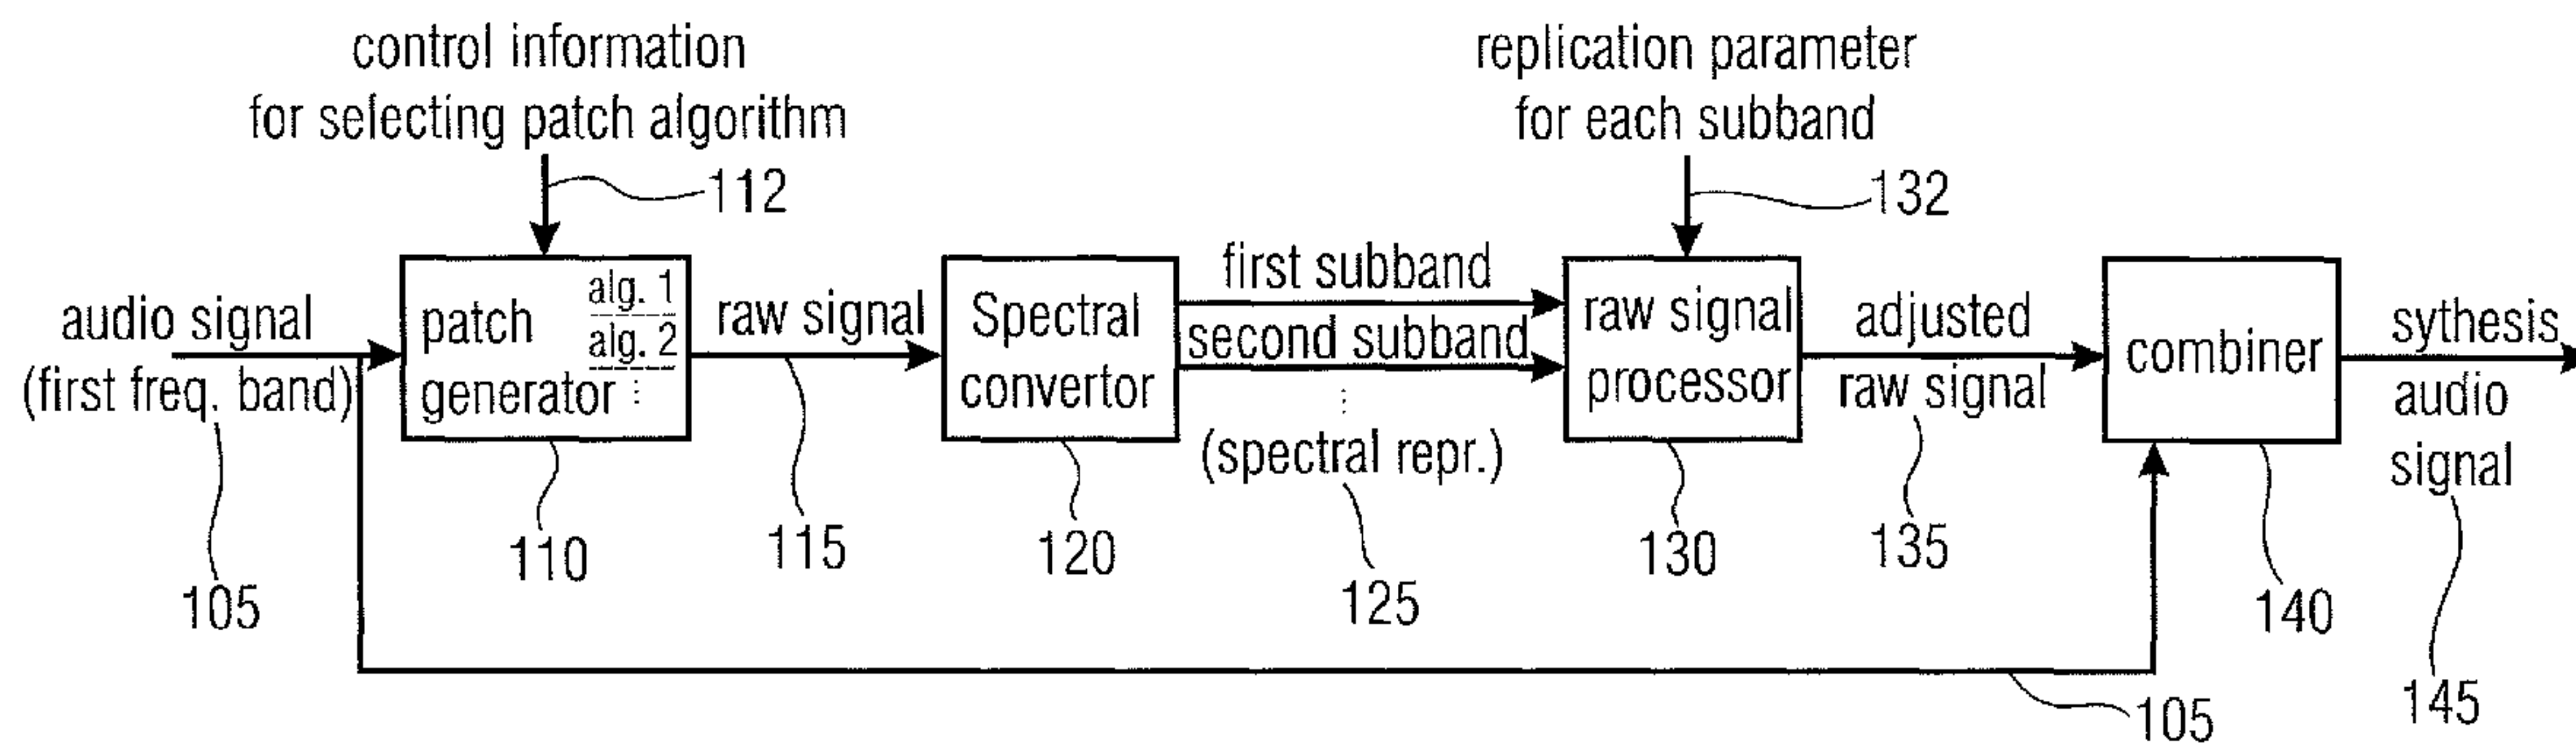 control information
for selecting patch algorithm
112
replication parameter
for each subband
132
audio signal
(first freq. band)
105
patch
generator
alg. 1
alg. 2
⋮
110
raw signal
115
Spectral
convertor
120
first subband
second subband
⋮
(spectral repr.)
125
raw signal
processor
130
adjusted
raw signal
135
combiner
140
sythesis
audio
signal
145
105